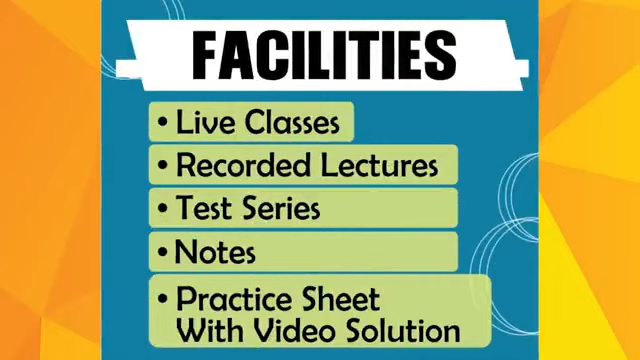 FACILITIES
• Live Classes
• Recorded Lectures
• Test Series
• Notes
• Practice Sheet
With Video Solution